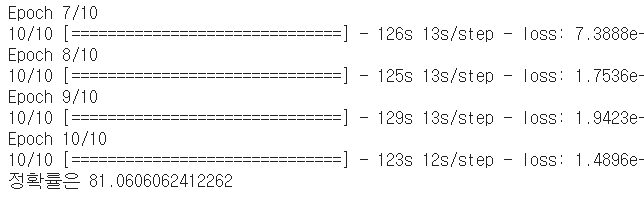 Epoch 7/10
10/10 [==============================] - 126s 13s/step - loss: 7.3888e-
Epoch 8/10
10/10 [==============================] - 125s 13s/step - loss: 1.7536e-
Epoch 9/10
10/10 [==============================] - 129s 13s/step - loss: 1.9423e-
Epoch 10/10
10/10 [==============================] - 123s 12s/step - loss: 1.4896e-
정확률은 81.0606062412262